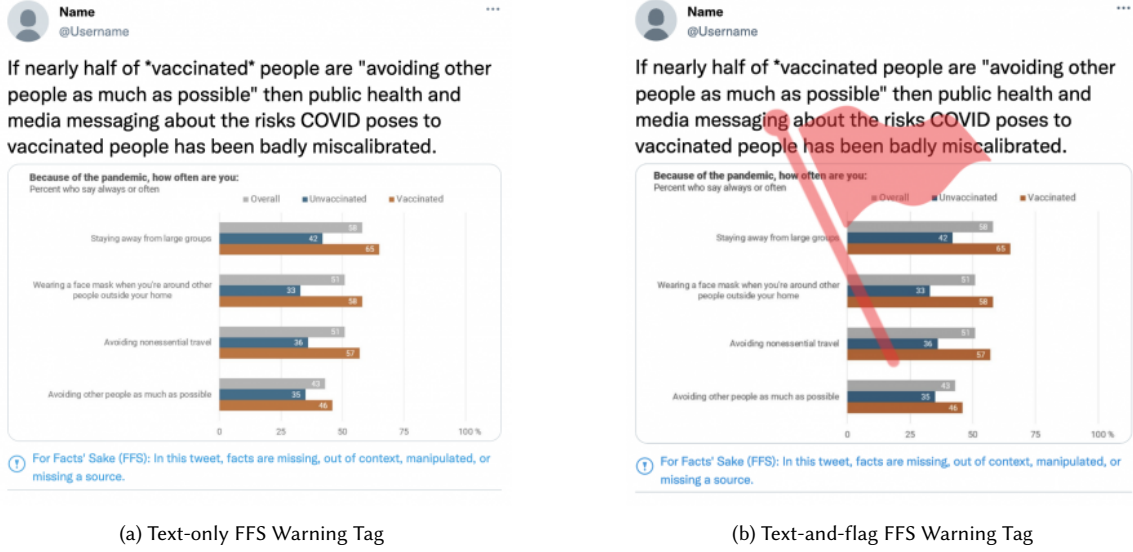 Name
@Username
If nearly half of *vaccinated* people are "avoiding other
people as much as possible" then public health and
media messaging about the risks COVID poses to
vaccinated people has been badly miscalibrated.
Because of the pandemic, how often are you:
Percent who say always or often
Overall Unvaccinated Vaccinated
Staying away from large groups
58
42
65
Wearing a face mask when you're around other
people outside your home
51
33
58
Avoiding nonessential travel
51
36
57
Avoiding other people as much as possible
43
35
46
0 25 50 75 100 %
For Facts' Sake (FFS): In this tweet, facts are missing, out of context, manipulated, or
missing a source.
(a) Text-only FFS Warning Tag
Name
@Username
If nearly half of *vaccinated people are "avoiding other
people as much as possible" then public health and
media messaging about the risks COVID poses to
vaccinated people has been badly miscalibrated.
Because of the pandemic, how often are you:
Percent who say always or often
Overall Unvaccinated Vaccinated
Staying away from large groups
58
42
65
Wearing a face mask when you're around other
people outside your home
51
33
58
Avoiding nonessential travel
51
36
57
Avoiding other people as much as possible
43
35
46
0 25 50 75 100 %
For Facts' Sake (FFS): In this tweet, facts are missing, out of context, manipulated, or
missing a source.
(b) Text-and-flag FFS Warning Tag